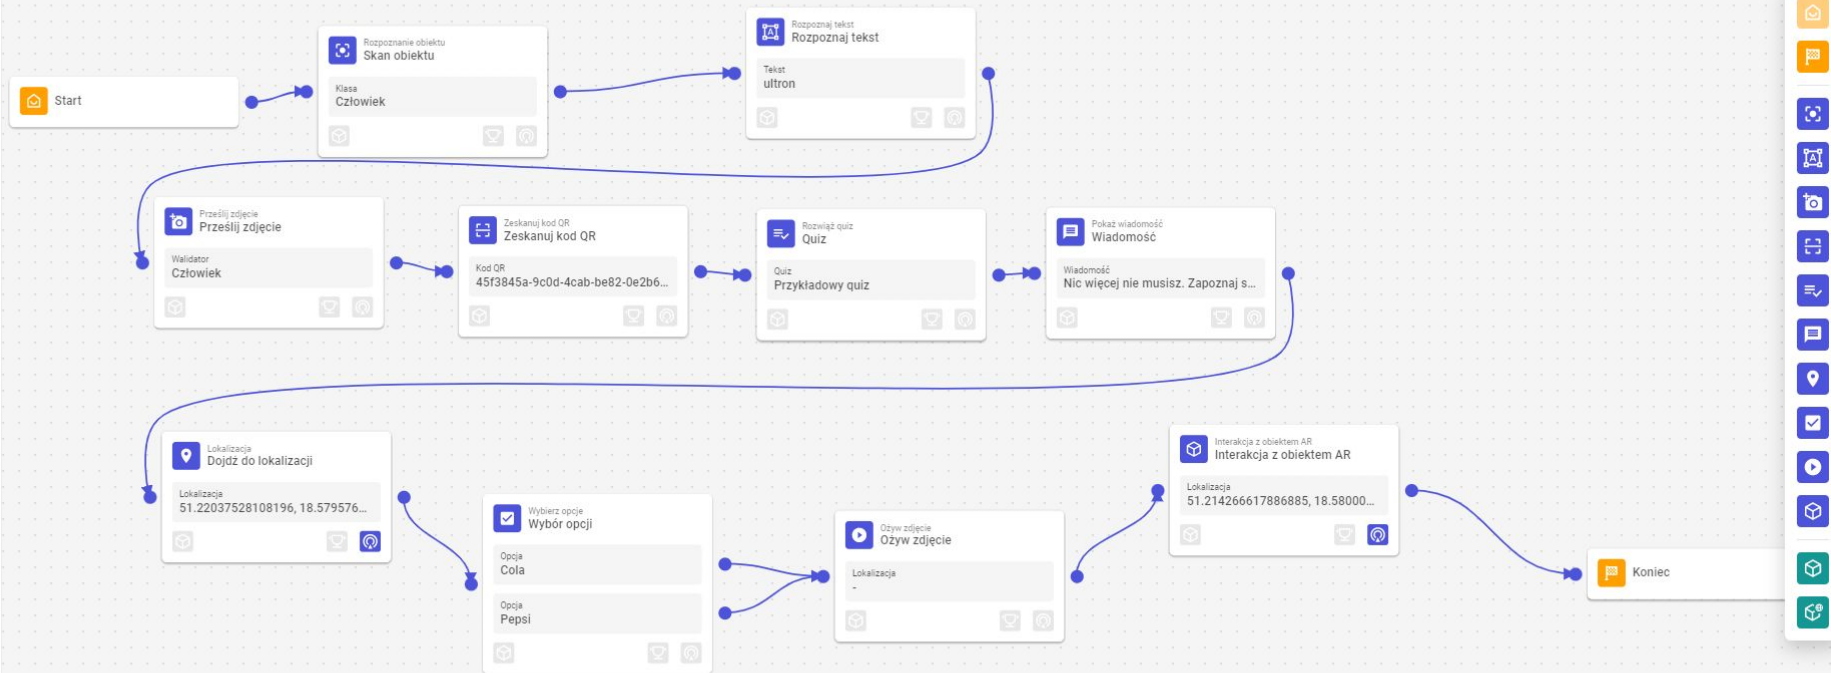 Start
Rozpoznanie obiektu
Skan obiektu
Klasa
Człowiek
Rozpoznaj tekst
Rozpoznaj tekst
Tekst
ultron
Prześlij zdjęcie
Prześlij zdjęcie
Walidator
Człowiek
Zeskanuj kod QR
Zeskanuj kod QR
Kod QR
45f3845a-9c0d-4cab-be82-0e2b6...
Rozwiąż quiz
Quiz
Quiz
Przykładowy quiz
Pokaż wiadomość
Wiadomość
Wiadomość
Nic więcej nie musisz. Zapoznaj s...
Lokalizacja
Dojdź do lokalizacji
Lokalizacja
51.22037528108196, 18.579576...
Wybierz opcje
Wybór opcji
Opcja
Cola
Opcja
Pepsi
Ożyw zdjęcie
Ożyw zdjęcie
Lokalizacja
-
Interakcja z obiektem AR
Interakcja z obiektem AR
Lokalizacja
51.214266617886885, 18.58000...
Koniec